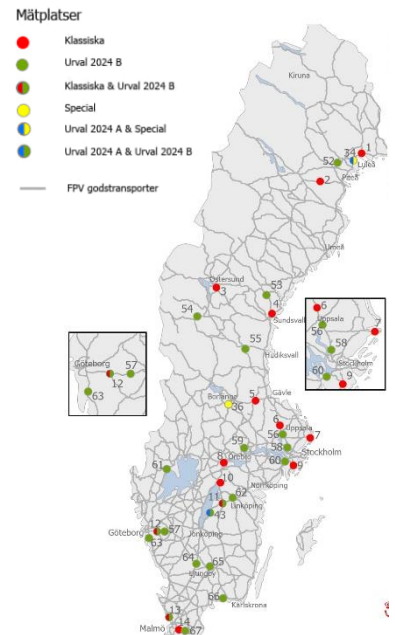 Mätplatser
Klassiska
Urval 2024 B
Klassiska & Urval 2024 B
Special
Urval 2024 A & Special
Urval 2024 A & Urval 2024 B
FPV godstransporter
Kiruna
1
34
52
Luleå
Piteå
2
Umeå
Östersund
3
53
4
54
Sundsvall
55
Hudiksvall
6
Uppsala
7
56
58
Stockholm
60
9
Göteborg
57
12
63
Borlänge
36
5
Gävle
6
56
Uppsala
7
59
58
Stockholm
8
Örebro
60
9
61
10
Norrköping
11
62
Linköping
43
12
57
Göteborg
63
Jönköping
64
65
Ljungby
66
Karlskrona
13
Malmö
14
67